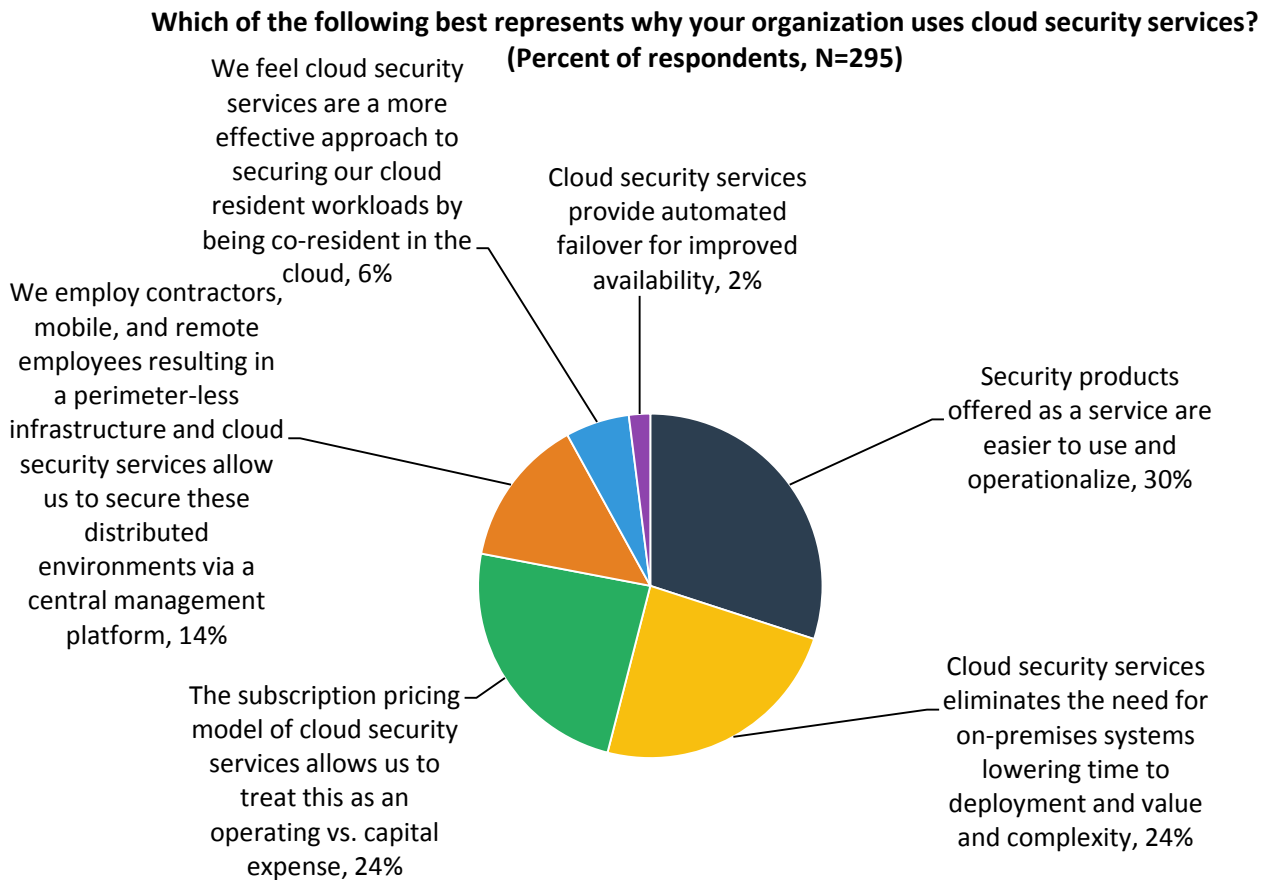 Which of the following best represents why your organization uses cloud security services?
(Percent of respondents, N=295)
We feel cloud security
services are a more
effective approach to
securing our cloud
resident workloads by
being co-resident in the
cloud, 6%
Cloud security services
provide automated
failover for improved
availability, 2%
We employ contractors,
mobile, and remote
employees resulting in
a perimeter-less
infrastructure and cloud
security services allow
us to secure these
distributed
environments via a
central management
platform, 14%
Security products
offered as a service are
easier to use and
operationalize, 30%
The subscription pricing
model of cloud security
services allows us to
treat this as an
operating vs. capital
expense, 24%
Cloud security services
eliminates the need for
on-premises systems
lowering time to
deployment and value
and complexity, 24%